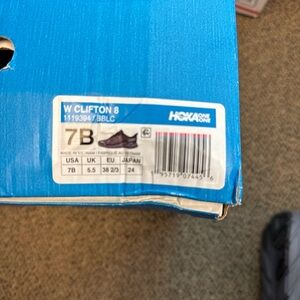 W CLIFTON 8
1119394 / BBLC
HOKA ONE ONE
7B
USA UK EU JAPAN
7B 5.5 38 2/3 24